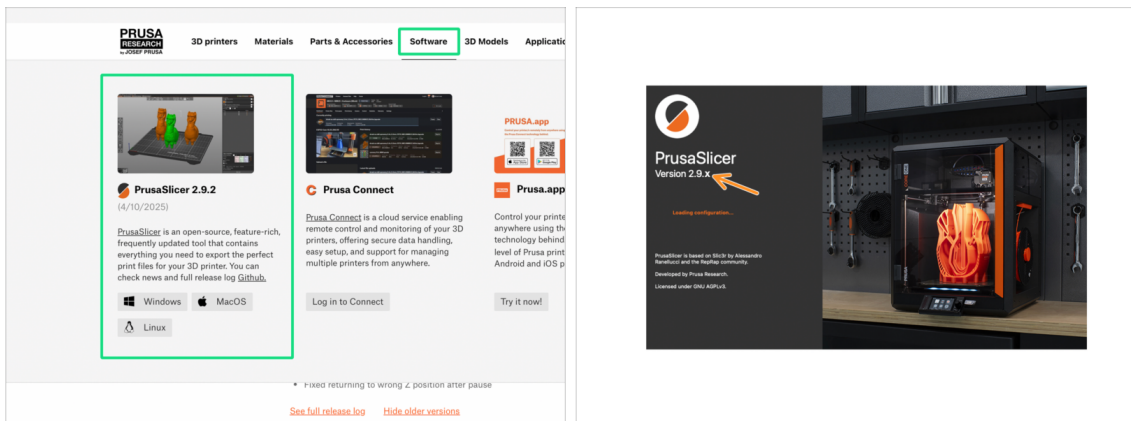 PRUSA
RESEARCH
by JOSEF PRUSA
3D printers
Materials
Parts & Accessories
Software
3D Models
Applicatio
PrusaSlicer 2.9.2
(4/10/2025)
PrusaSlicer is an open-source, feature-rich,
frequently updated tool that contains
everything you need to export the perfect
print files for your 3D printer. You can
check news and full release log Github.
Windows
MacOS
Linux
Prusa Connect
Prusa Connect is a cloud service enabling
remote control and monitoring of your 3D
printers, offering secure data handling,
easy setup, and support for managing
multiple printers from anywhere.
Log in to Connect
PRUSA.app
Prusa.app
Control your printe
anywhere using th
technology behind
level of Prusa print
Android and iOS p
Try it now!
• Fixed returning to wrong Z position after pause
See full release log
Hide older versions
PrusaSlicer
Version 2.9.x
Loading configuration...
PrusaSlicer is based on Slic3r by Alessandro
Ranellucci and the RepRap community.
Developed by Prusa Research.
Licensed under GNU AGPLv3.